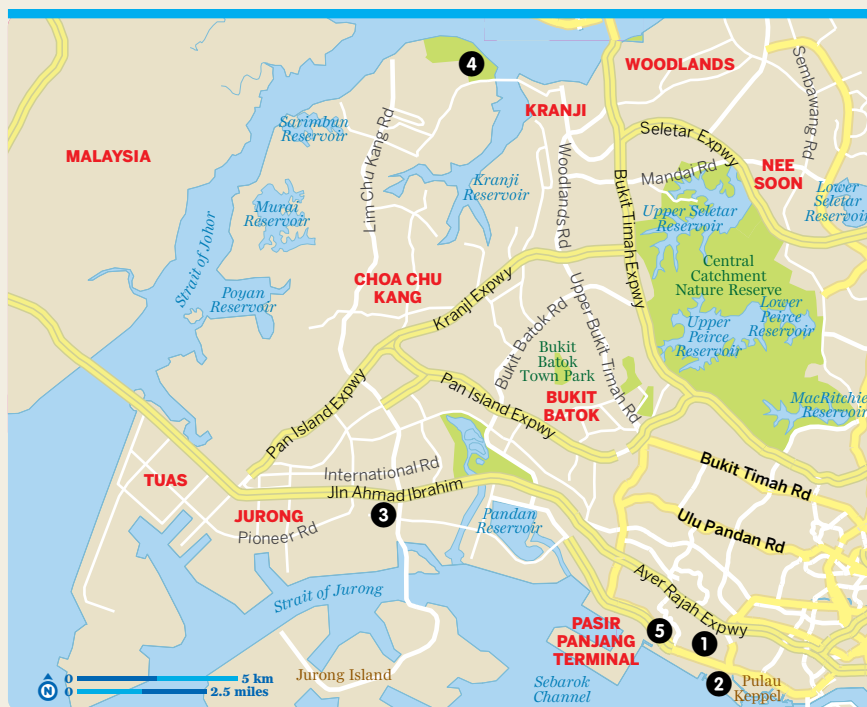 WOODLANDS
4
KRANJI
Sembawang Rd
Seletar Expwy
Sarimbun
Reservoir
Lim Chu Kang Rd
MALAYSIA
Woodlands Rd
Mandai Rd
NEE
SOON
Kranji
Reservoir
Bukit Timah Expwy
Lower
Seletar
Reservoir
Murai
Reservoir
Upper Seletar
Reservoir
Strait of Johor
Central
Catchment
Nature Reserve
CHOA CHU
KANG
Poyan
Reservoir
Kranji Expwy
Upper Bukit Timah Rd
Bukit Batok Rd
Lower
Peirce
Reservoir
Upper
Peirce
Reservoir
Bukit
Batok
Town Park
Pan Island Expwy
Pan Island Expwy
BUKIT
BATOK
MacRitchie
Reservoir
TUAS
International Rd
Jln Ahmad Ibrahim
Bukit Timah Rd
JURONG
3
Pioneer Rd
Pandan
Reservoir
Ulu Pandan Rd
Ayer Rajah Expwy
Strait of Jurong
PASIR
PANJANG
TERMINAL
5
1
Jurong Island
Sebarok
Channel
2
Pulau
Keppel
N
0 5 km
0 2.5 miles